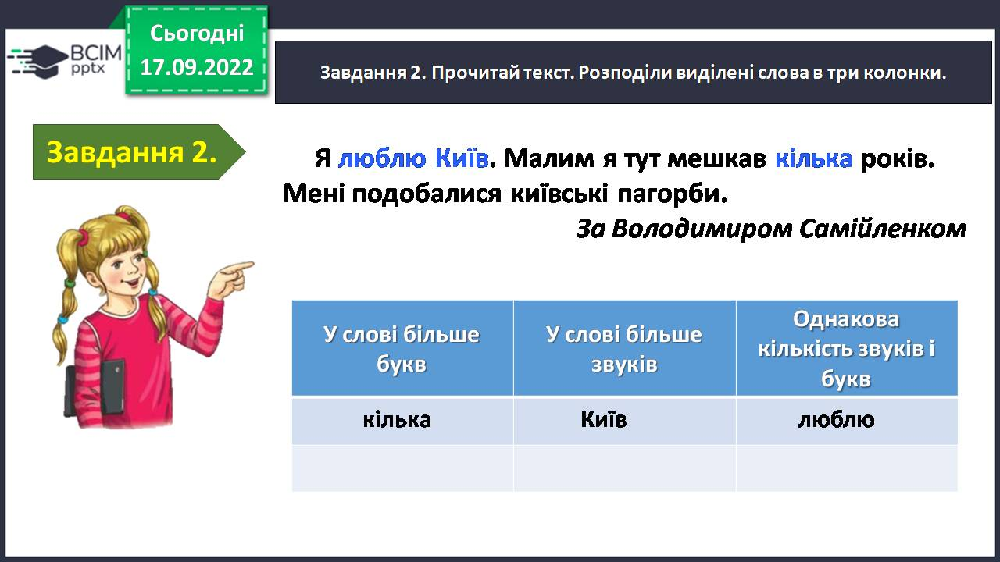 Сьогодні
17.09.2022
BCIM
pptx
Завдання 2. Прочитай текст. Розподіли виділені слова в три колонки.
Завдання 2.
Я люблю Київ. Малим я тут мешкав кілька років.
Мені подобалися київські пагорби.
За Володимиром Самійленком
У слові більше
букв
У слові більше
звуків
Однакова
кількість звуків і
букв
кілька
Київ
люблю